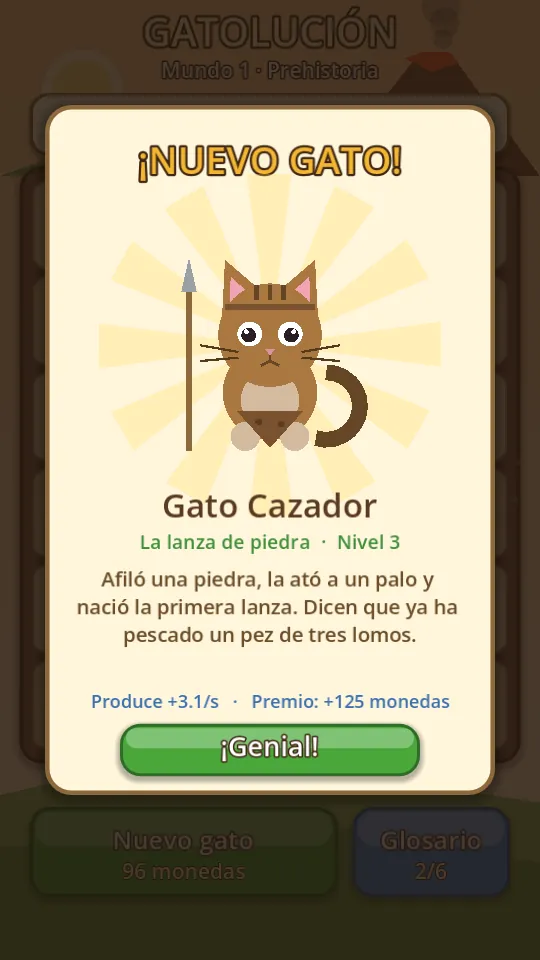 GATOLUCIÓN
Mundo 1 · Prehistoria
¡NUEVO GATO!
Gato Cazador
La lanza de piedra · Nivel 3
Afiló una piedra, la ató a un palo y
nació la primera lanza. Dicen que ya ha
pescado un pez de tres lomos.
Produce +3.1/s · Premio: +125 monedas
¡Genial!
Nuevo gato
96 monedas
Glosario
2/6